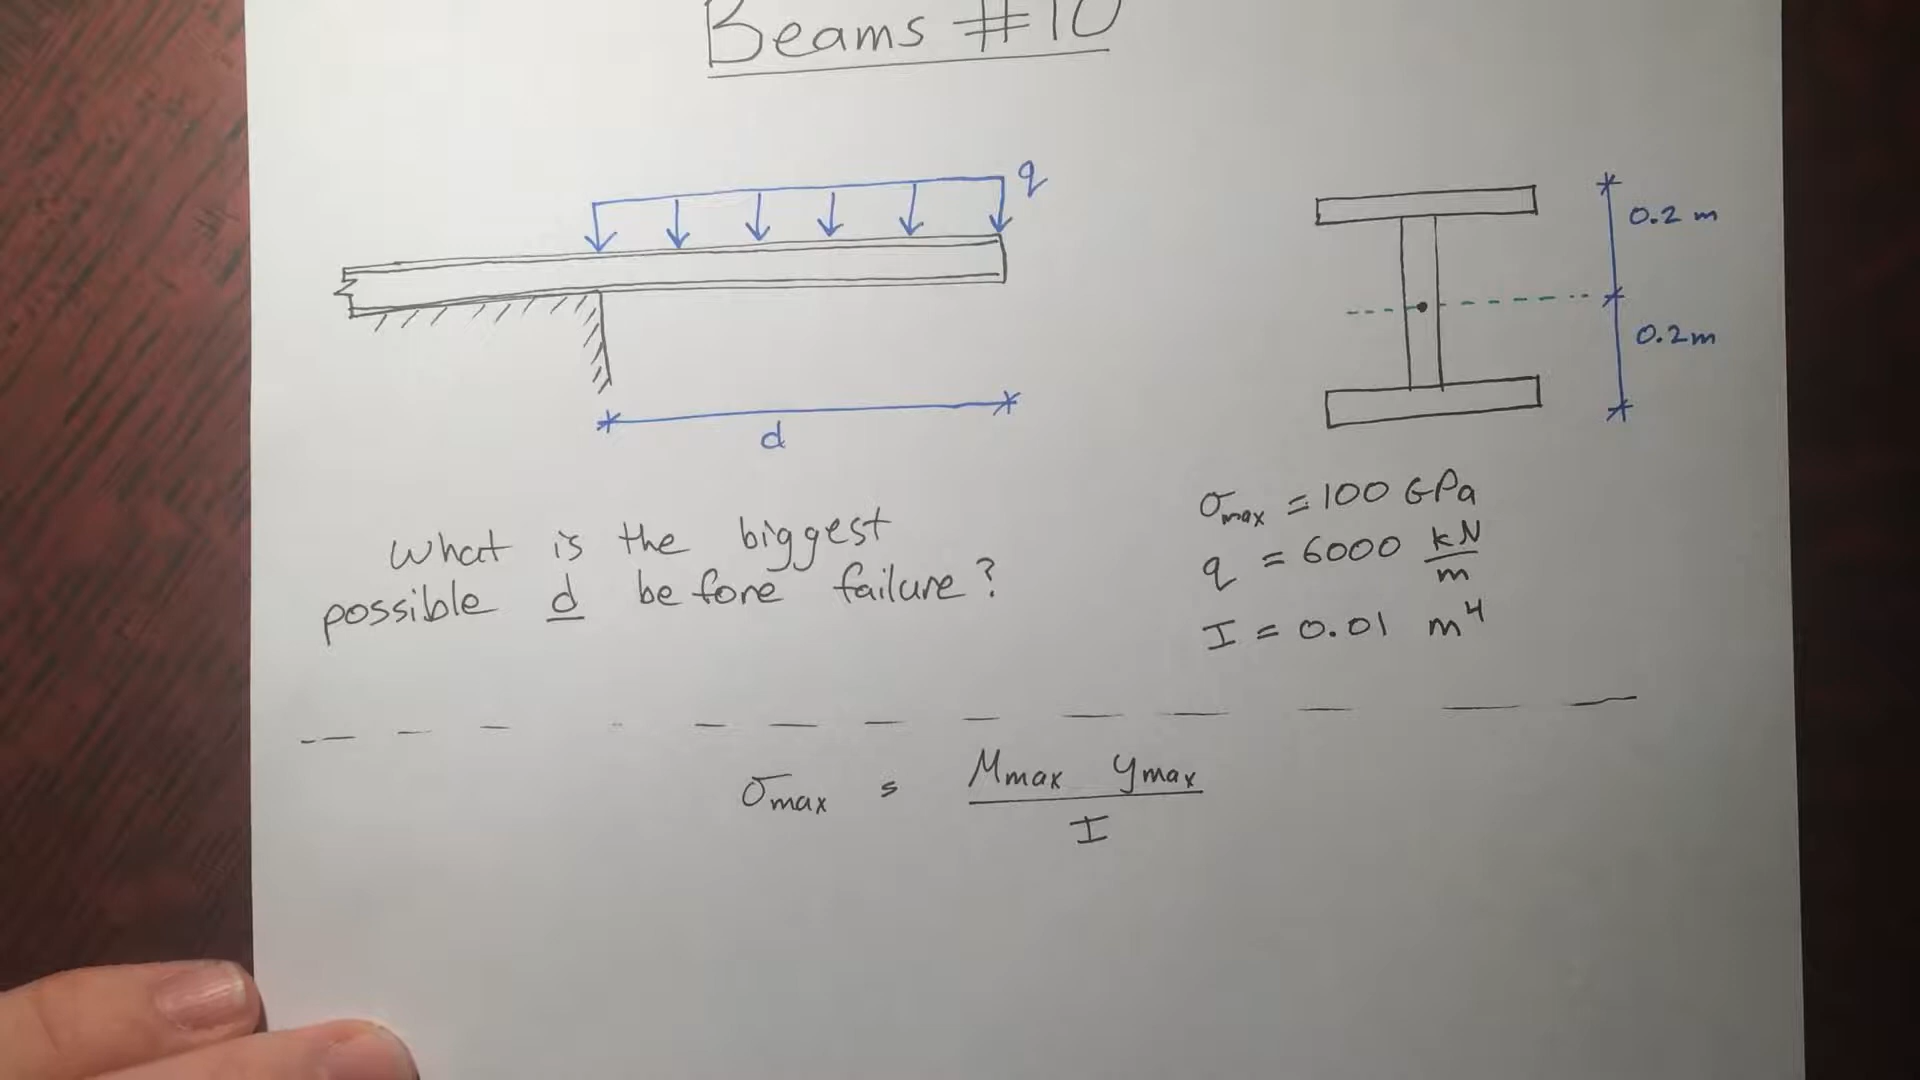 Beams #10
q
0.2 m
0.2m
d
What is the biggest
possible d before failure?
σmax = 100 GPa
q = 6000 kN/m
I = 0.01 m⁴
σmax = Mmax ymax / I